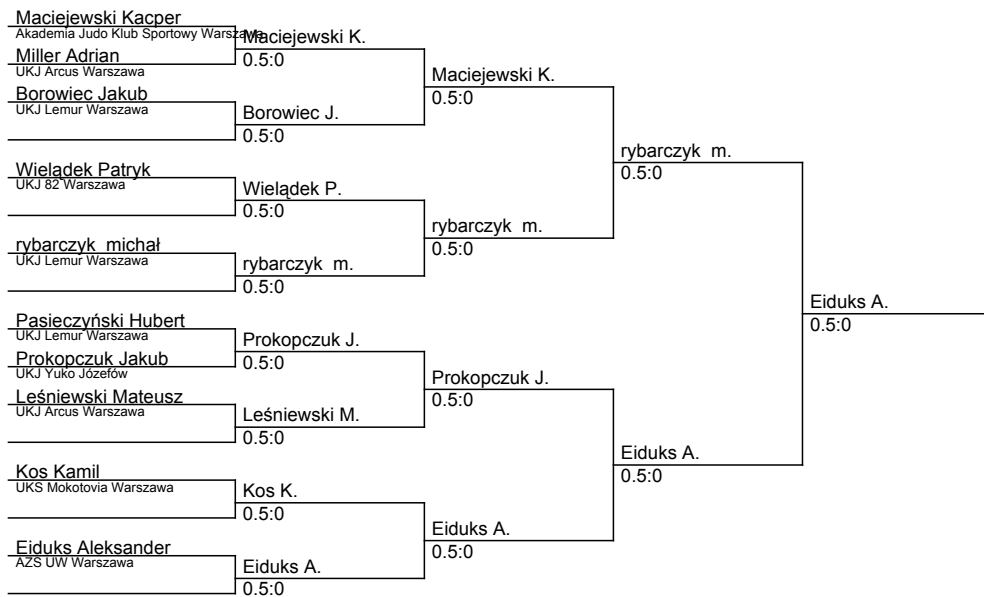 Maciejewski Kacper
Akademia Judo Klub Sportowy Warszawa
Miller Adrian
UKJ Arcus Warszawa
Borowiec Jakub
UKJ Lemur Warszawa
Wielądek Patryk
UKJ 82 Warszawa
rybarczyk michał
UKJ Lemur Warszawa
Pasieczyński Hubert
UKJ Lemur Warszawa
Prokopczuk Jakub
UKJ Yuko Józefów
Leśniewski Mateusz
UKJ Arcus Warszawa
Kos Kamil
UKS Mokotovia Warszawa
Eiduks Aleksander
AZS UW Warszawa
Maciejewski K.
0.5:0
Borowiec J.
0.5:0
Wielądek P.
0.5:0
rybarczyk m.
0.5:0
Prokopczuk J.
0.5:0
Leśniewski M.
0.5:0
Kos K.
0.5:0
Eiduks A.
0.5:0
Maciejewski K.
0.5:0
rybarczyk m.
0.5:0
Prokopczuk J.
0.5:0
Eiduks A.
0.5:0
rybarczyk m.
0.5:0
Eiduks A.
0.5:0
Eiduks A.
0.5:0